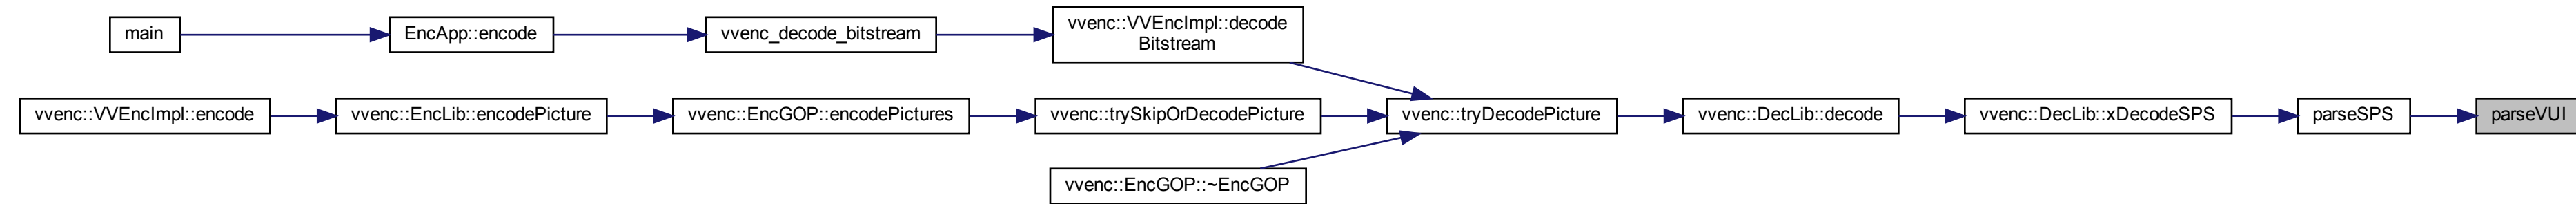 main
EncApp::encode
vvenc_decode_bitstream
vvenc::VVEncImpl::decode
Bitstream
vvenc::VVEncImpl::encode
vvenc::EncLib::encodePicture
vvenc::EncGOP::encodePictures
vvenc::trySkipOrDecodePicture
vvenc::tryDecodePicture
vvenc::DecLib::decode
vvenc::DecLib::xDecodeSPS
parseSPS
parseVUI
vvenc::EncGOP::~EncGOP